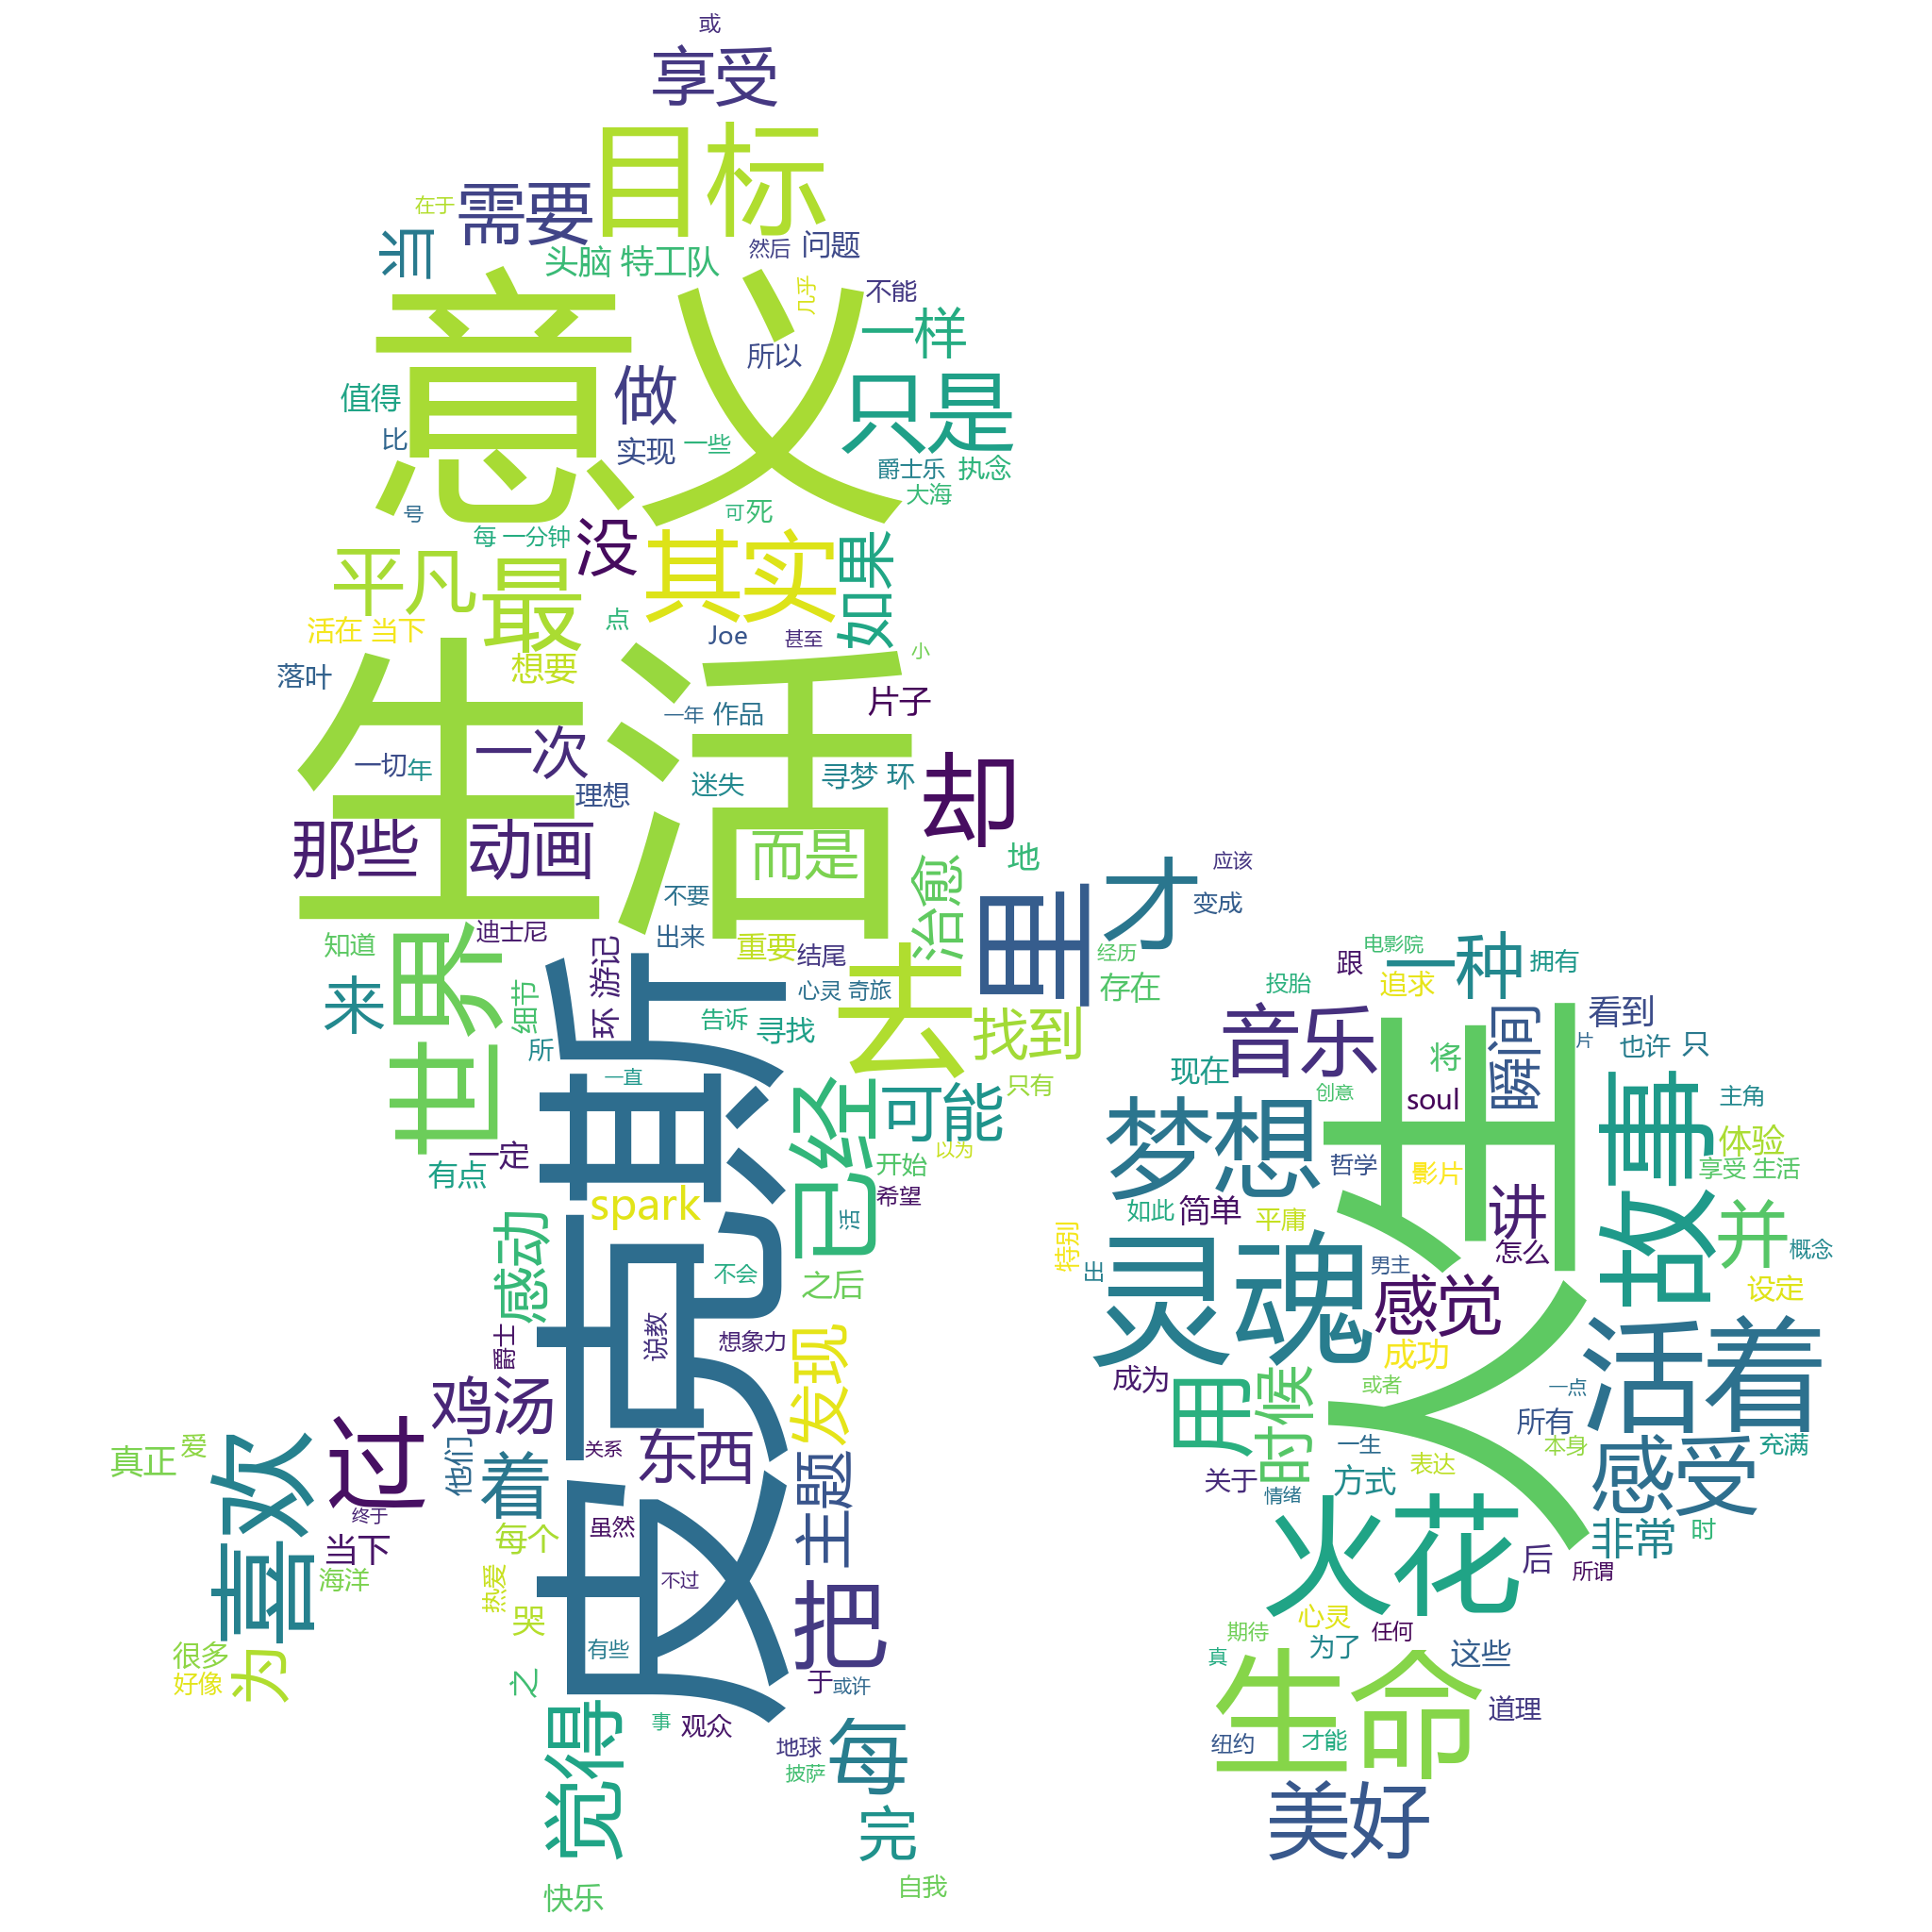 或
享受
目标
在于
需要
当
头脑 特工队
然后
问题
几乎
不能
意义
所以
一样
值得
做
只是
比
实现
一些
爵士乐
执念
大海
号
可
死
每 一分钟
没
其实
如果
平凡
最
点
活在 当下
Joe
甚至
小
想要
落叶
生活
片子
一年
作品
一次
一切
年
理想
迷失
寻梦 环
却
那些
动画
而是
治愈
地
才
应该
不要
里
变成
知道
世界
迪士尼
出来
重要
结尾
去
经历
电影院
一种
拥有
来
细节
环 游记
心灵 奇旅
存在
投胎
跟
追求
告诉
寻找
找到
音乐
瞬间
看到
所
皮克斯
一直
已经
可能
只有
现在
将
也许
只
片
人生
创意
soul
故事
主角
梦想
有点
一定
开始
以为
哲学
影片
体验
享受 生活
希望
spark
如此
简单
平庸
讲
并
概念
活
感动
不会
之后
特别
出
灵魂
男主
怎么
感觉
设定
爵士
说教
想象力
发现
成为
成功
活着
鸡汤
用
时候
或者
一点
过
东西
关系
所有
真正
爱
喜欢
他们
着
主题
一生
表达
本身
充满
感受
关于
情绪
方式
终于
虽然
当下
每个
火花
非常
时
后
所谓
海洋
热爱
不过
把
哭
心灵
期待
为了
任何
很多
有些
真
生命
这些
好像
为
之
于
或许
道理
觉得
事
观众
地球
每
纽约
才能
披萨
美好
完
快乐
自我